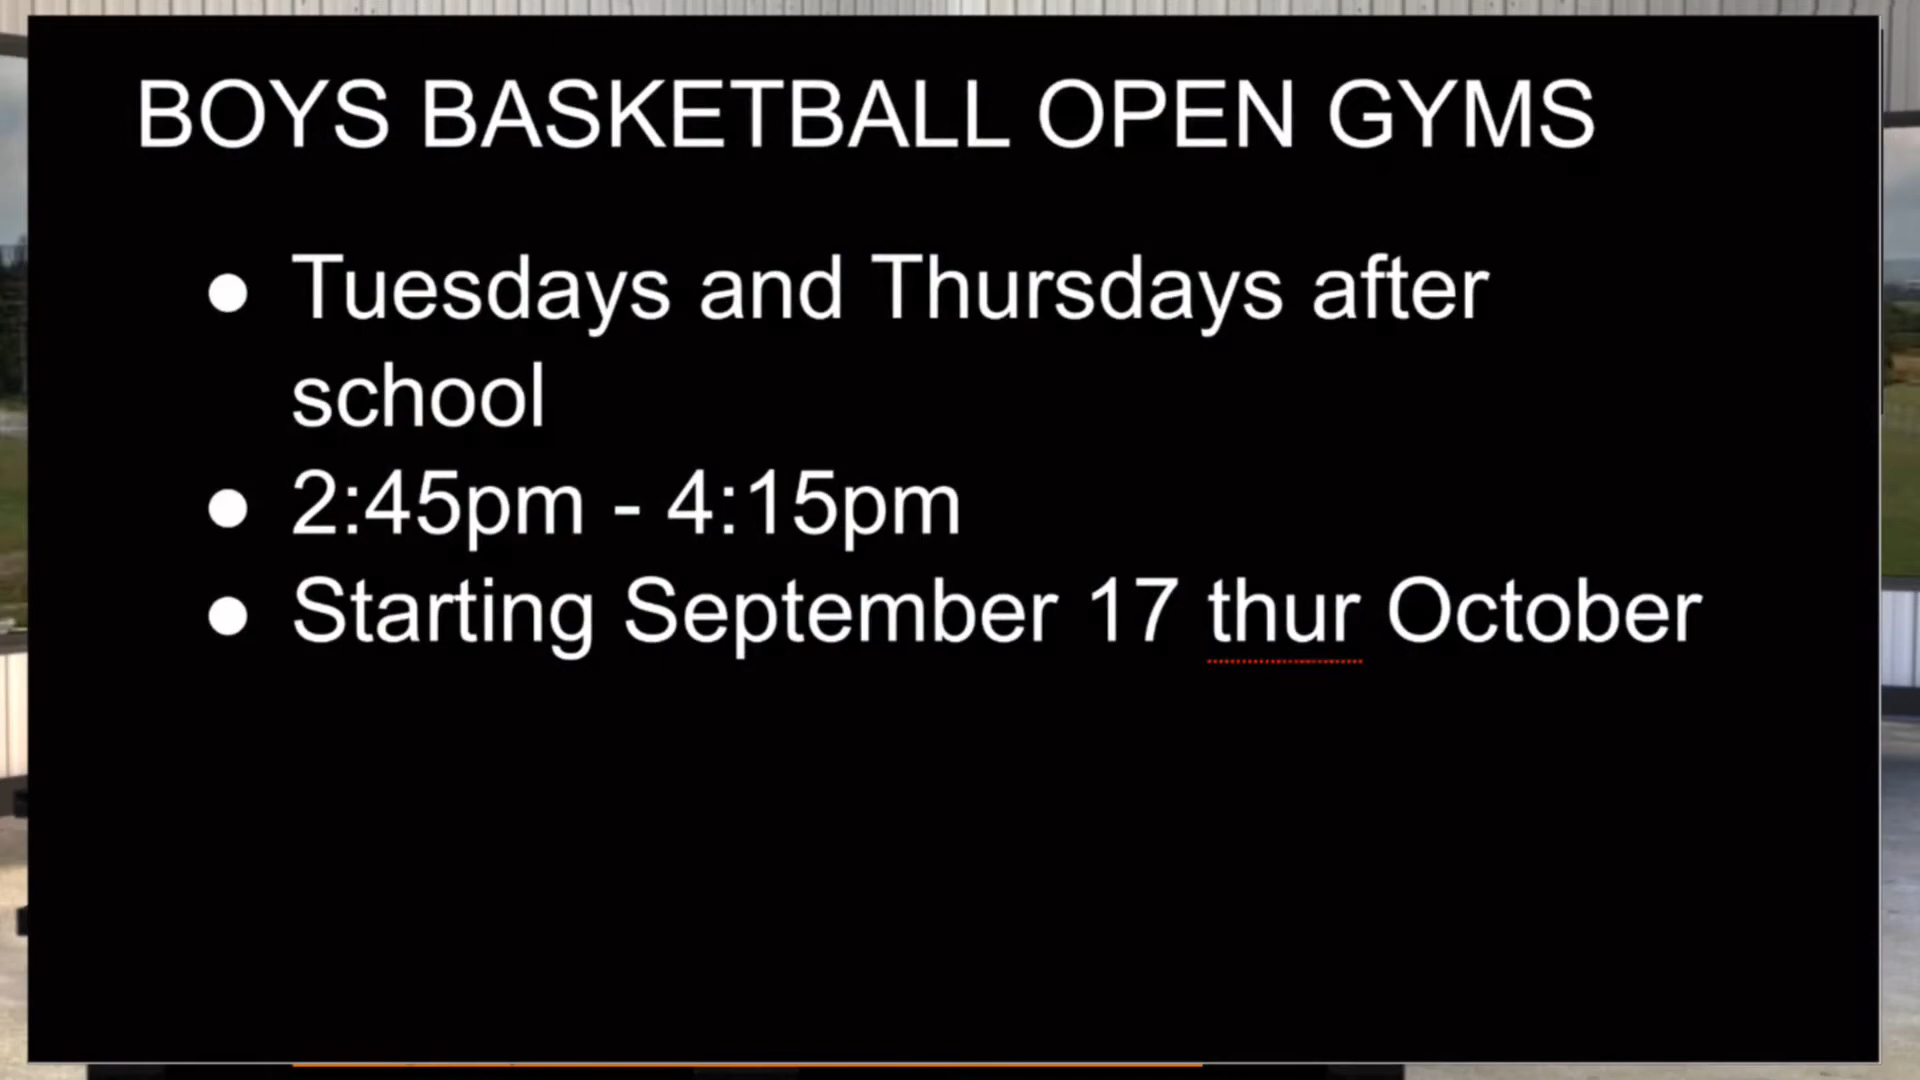 BOYS BASKETBALL OPEN GYMS
● Tuesdays and Thursdays after
school
● 2:45pm - 4:15pm
● Starting September 17 thur October